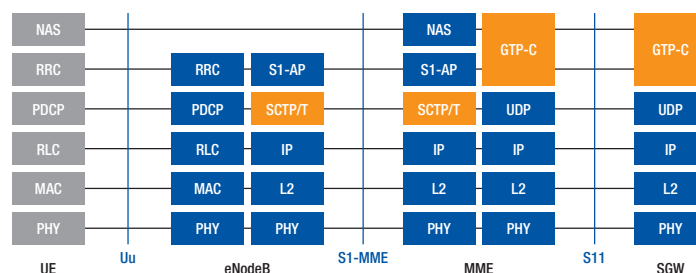 NAS NAS GTP-C GTP-C
RRC RRC S1-AP S1-AP
PDCP PDCP SCTP/T SCTP/T UDP UDP
RLC RLC IP IP IP IP
MAC MAC L2 L2 L2 L2
PHY PHY PHY PHY PHY PHY
UE Uu eNodeB S1-MME MME S11 SGW